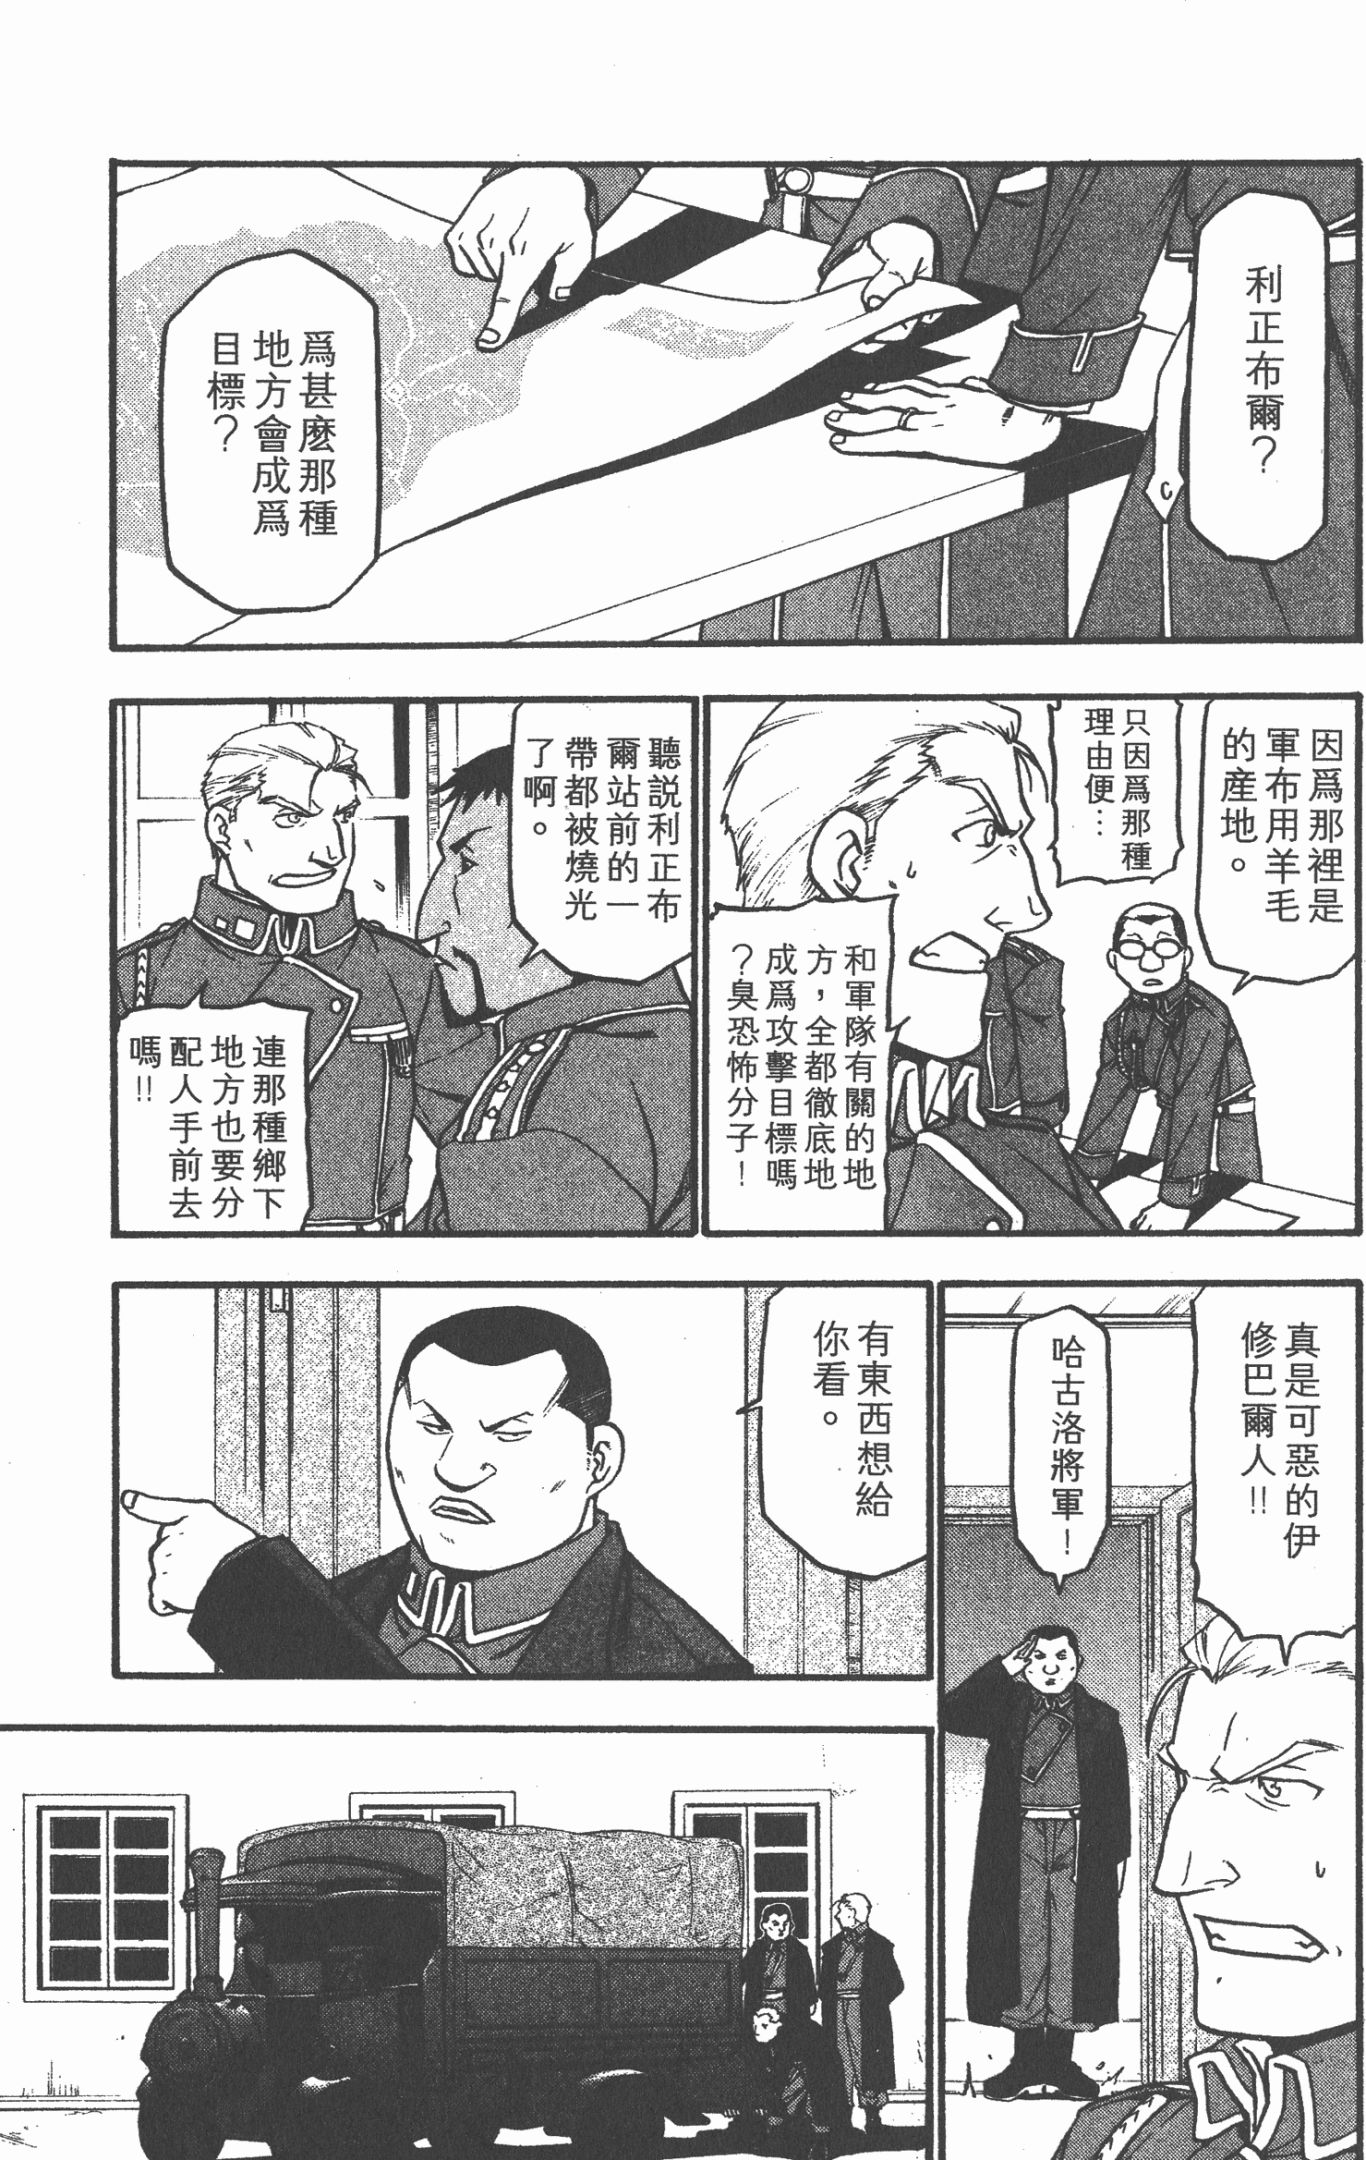 利正布爾？
爲甚麼那種
地方會成爲
目標？
因爲那裡是
軍布用羊毛
的産地。
只因爲那種
理由便…
和軍隊有關的地
方，全都徹底地
成爲攻擊目標嗎
？臭恐怖分子！
聽説利正布
爾站前的一
帶都被燒光
了啊。
連那種鄉下
地方也要分
配人手前去
嗎!!
真是可惡的伊
修巴爾人!!
哈古洛將軍！
有東西想給
你看。